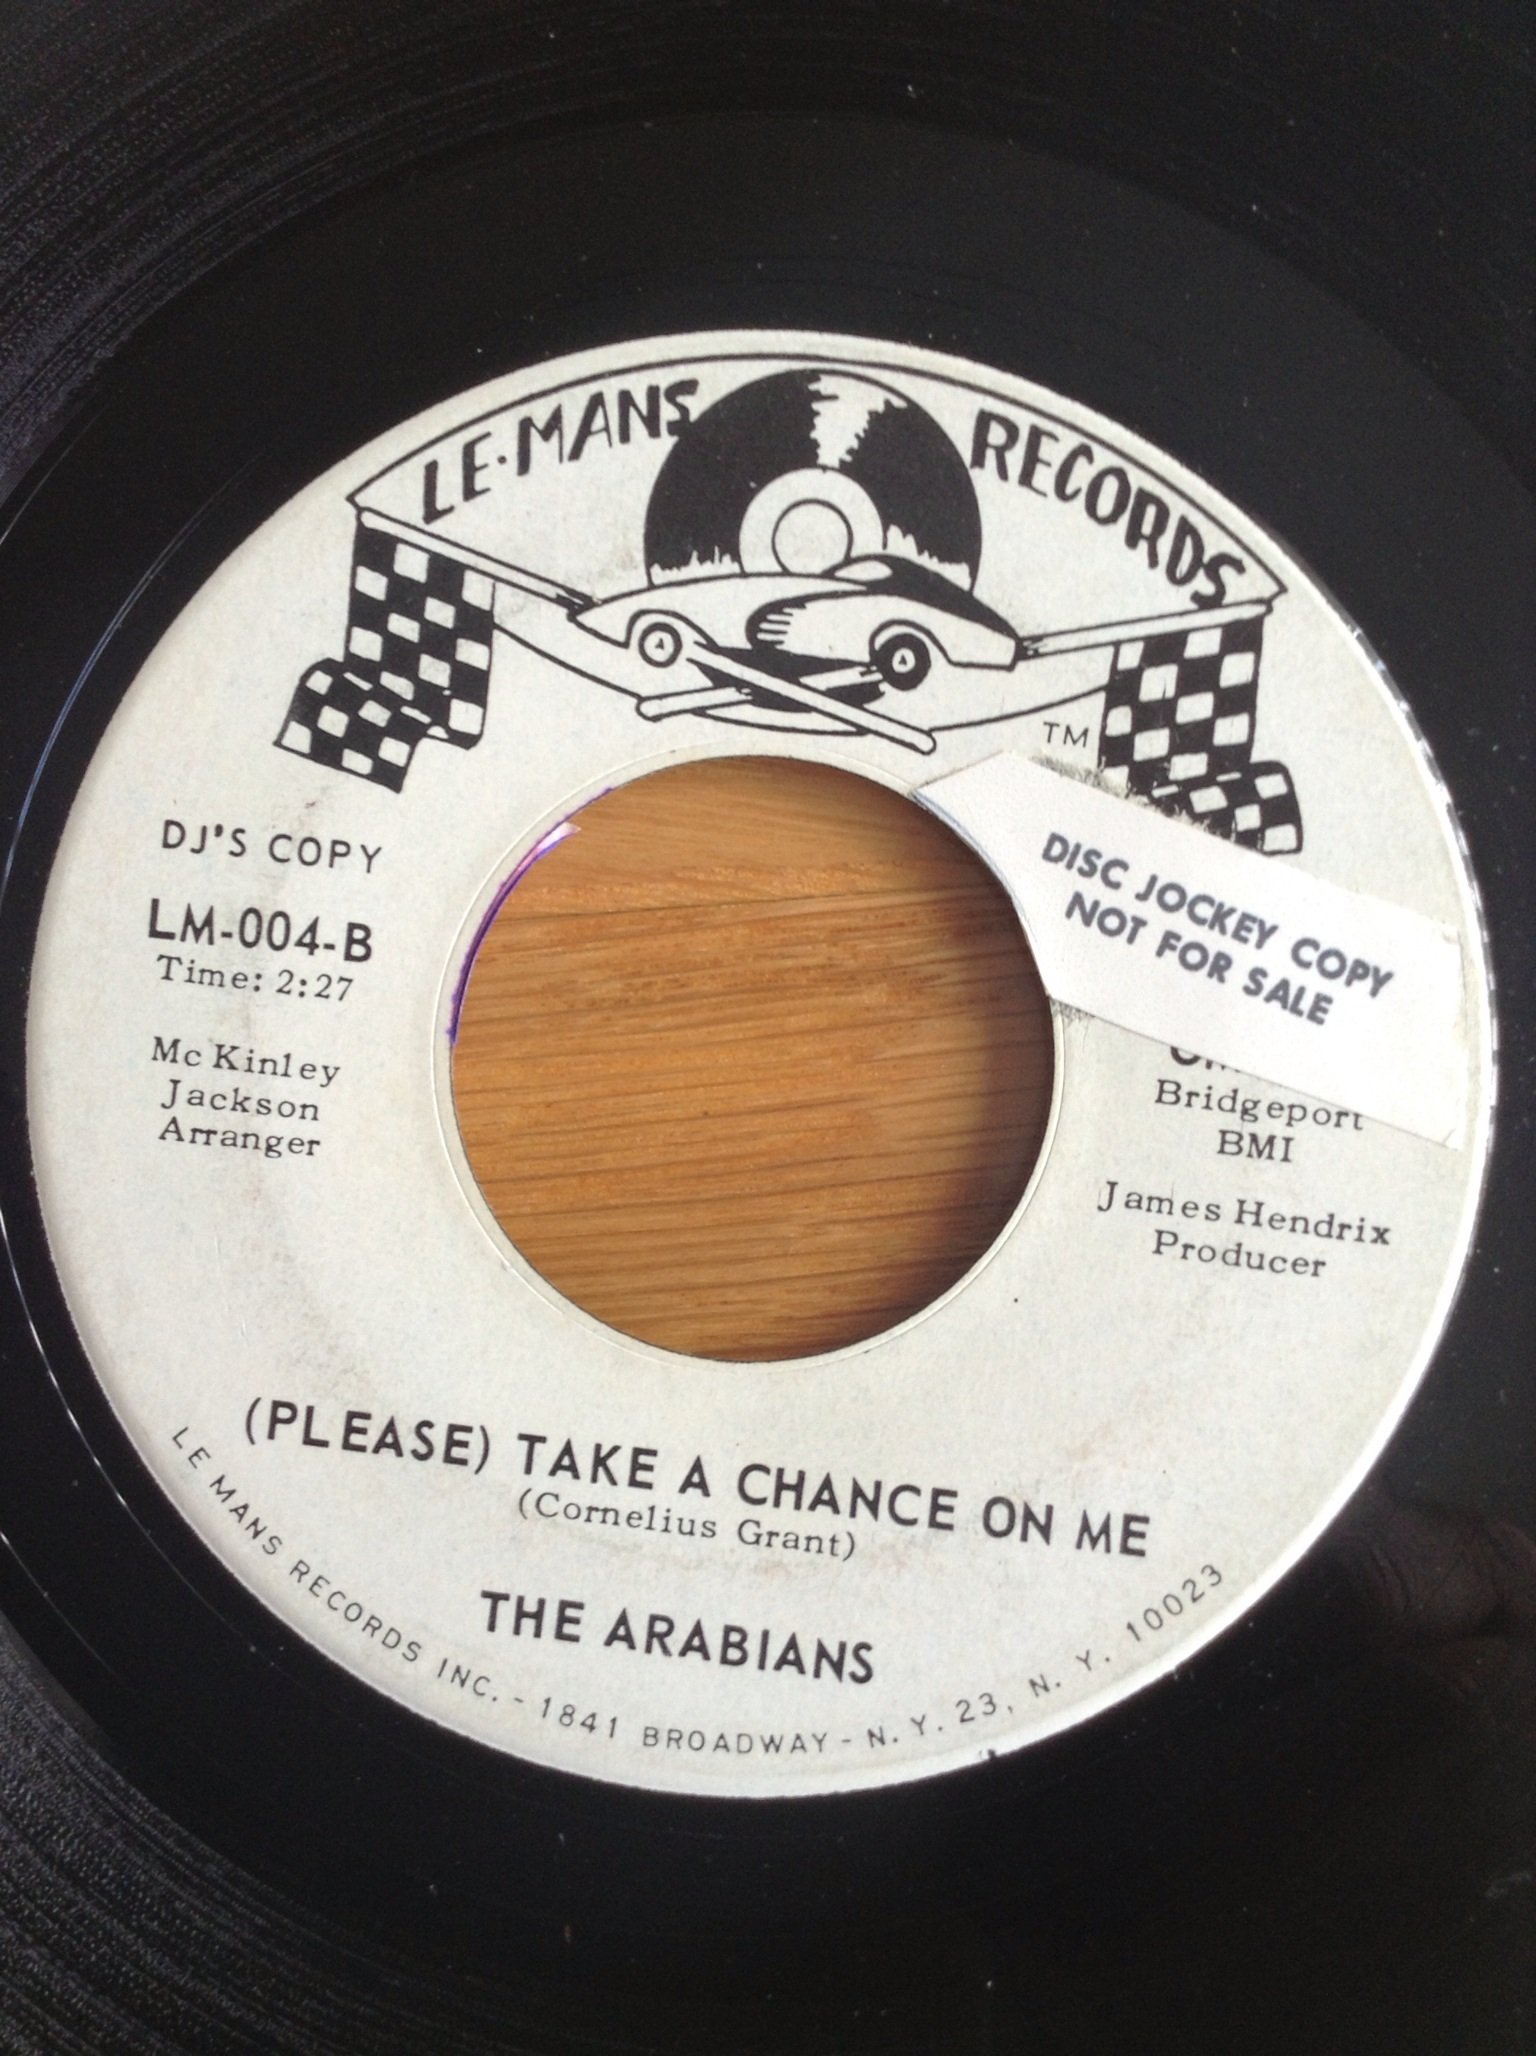 LE·MANS RECORDS
TM
DJ'S COPY
LM-004-B
Time: 2:27
Mc Kinley
Jackson
Arranger
DISC JOCKEY COPY
NOT FOR SALE
Bridgeport
BMI
James Hendrix
Producer
(PLEASE) TAKE A CHANCE ON ME
(Cornelius Grant)
THE ARABIANS
LE MANS RECORDS INC. - 1841 BROADWAY - N. Y. 23, N. Y. 10023